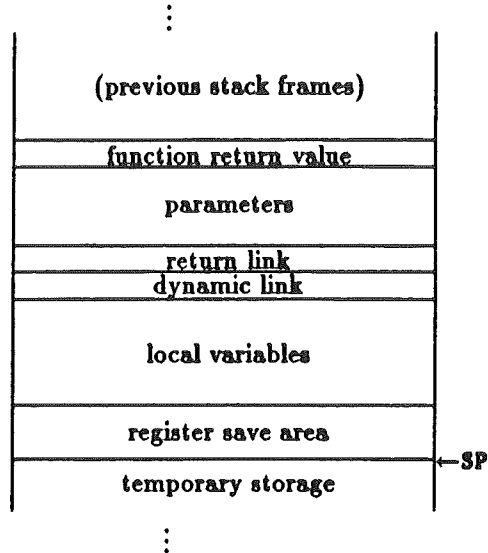 (previous stack frames)
function return value
parameters
return link
dynamic link
local variables
register save area
←SP
temporary storage